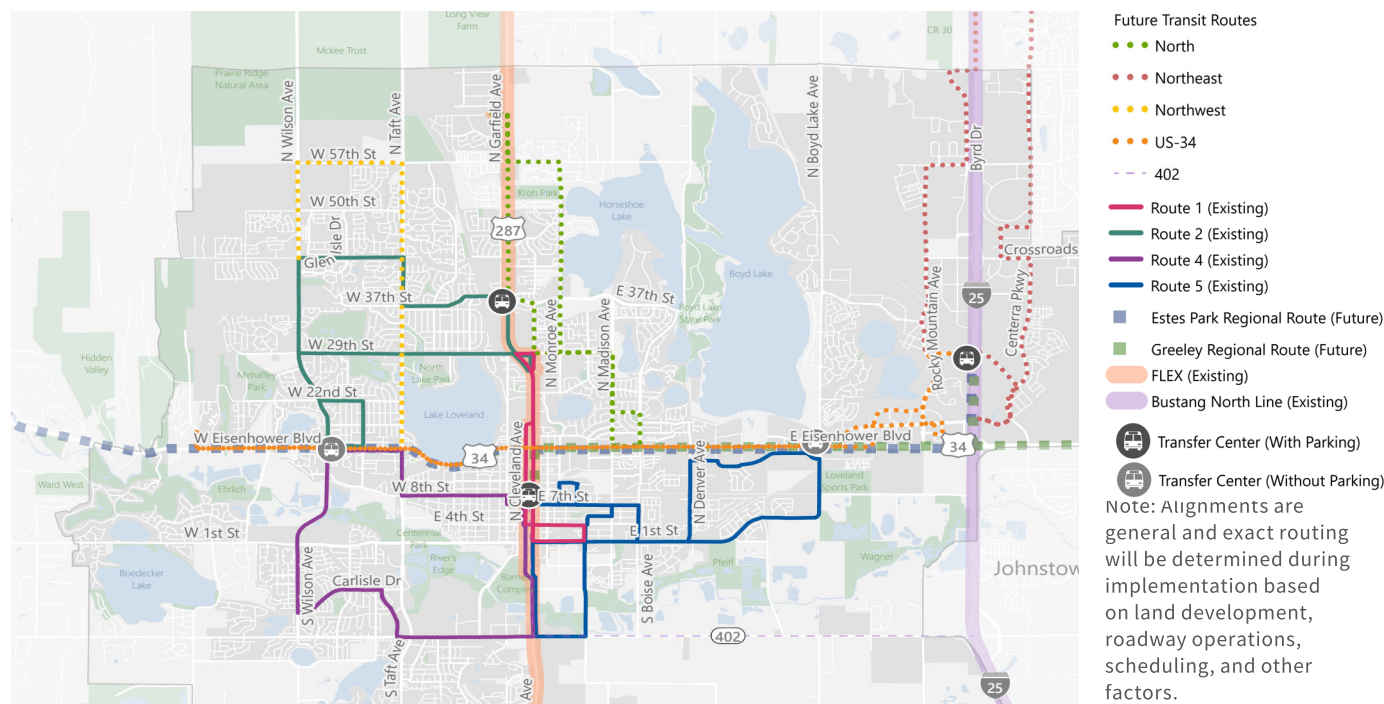 Long View
Farm
CR 30
Mckee Trust
Prairie Ridge
Natural Area
N Wilson Ave
N Taft Ave
N Garfield Ave
N Boyd Lake Ave
Byrd Dr
W 57th St
W 50th St
Kroh Park
Horseshoe
Lake
287
Glen Isle Dr
Crossroads
Boyd Lake
W 37th St
E 37th St
Boyd Lake
State Park
25
Rocky Mountain Ave
Centerra Pkwy
N Monroe Ave
N Madison Ave
W 29th St
Hidden
Valley
Mehaffey
Park
North
Lake Park
W 22nd St
Lake Loveland
W Eisenhower Blvd
34
E Eisenhower Blvd
34
N Cleveland Ave
N Denver Ave
Ward West
Ehrlich
W 8th St
E 7th St
Loveland
Sports Park
E 4th St
W 1st St
E 1st St
Centennial
Park
River's
Edge
Boedecker
Lake
Barnes
Complex
Pfeiff
Wagner
Johnstow
S Wilson Ave
Carlisle Dr
S Boise Ave
402
S Taft Ave
Ave
25
Future Transit Routes
North
Northeast
Northwest
US-34
402
Route 1 (Existing)
Route 2 (Existing)
Route 4 (Existing)
Route 5 (Existing)
Estes Park Regional Route (Future)
Greeley Regional Route (Future)
FLEX (Existing)
Bustang North Line (Existing)
Transfer Center (With Parking)
Transfer Center (Without Parking)
Note: Alignments are
general and exact routing
will be determined during
implementation based
on land development,
roadway operations,
scheduling, and other
factors.